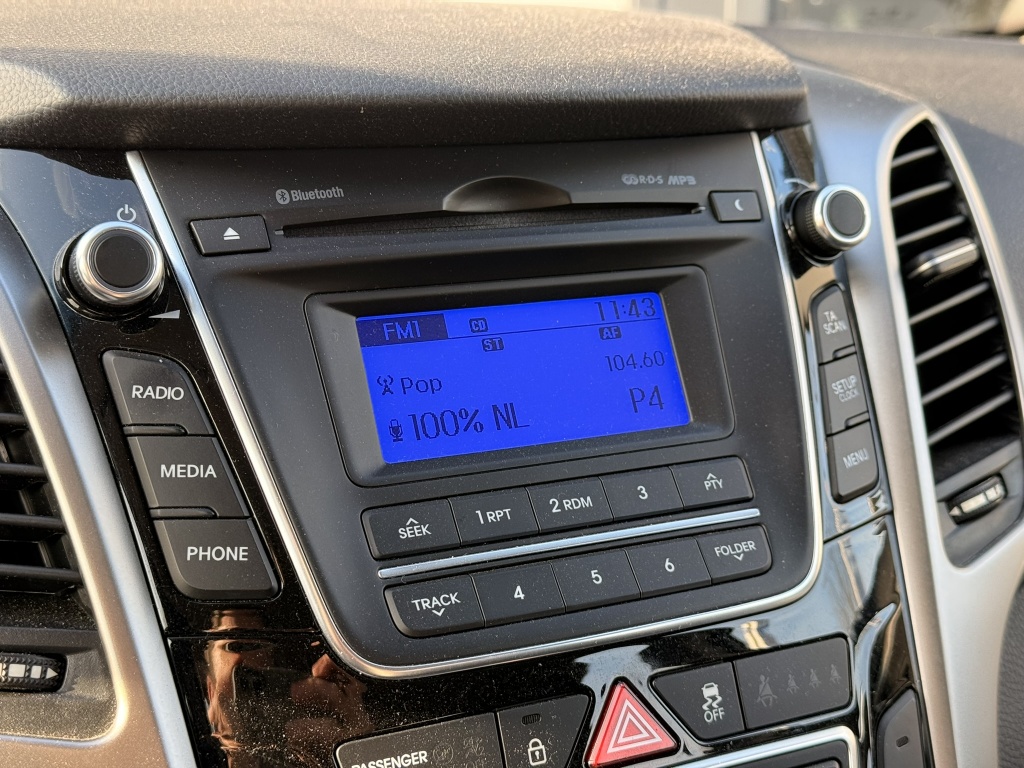 Bluetooth
R·D·S MP3
FM1 CD 11:43
ST AF
104.60
Pop
100% NL P4
RADIO
MEDIA
PHONE
TA
SCAN
SETUP
CLOCK
MENU
SEEK 1 RPT 2 RDM 3 PTY
TRACK 4 5 6 FOLDER
OFF
PASSENGER